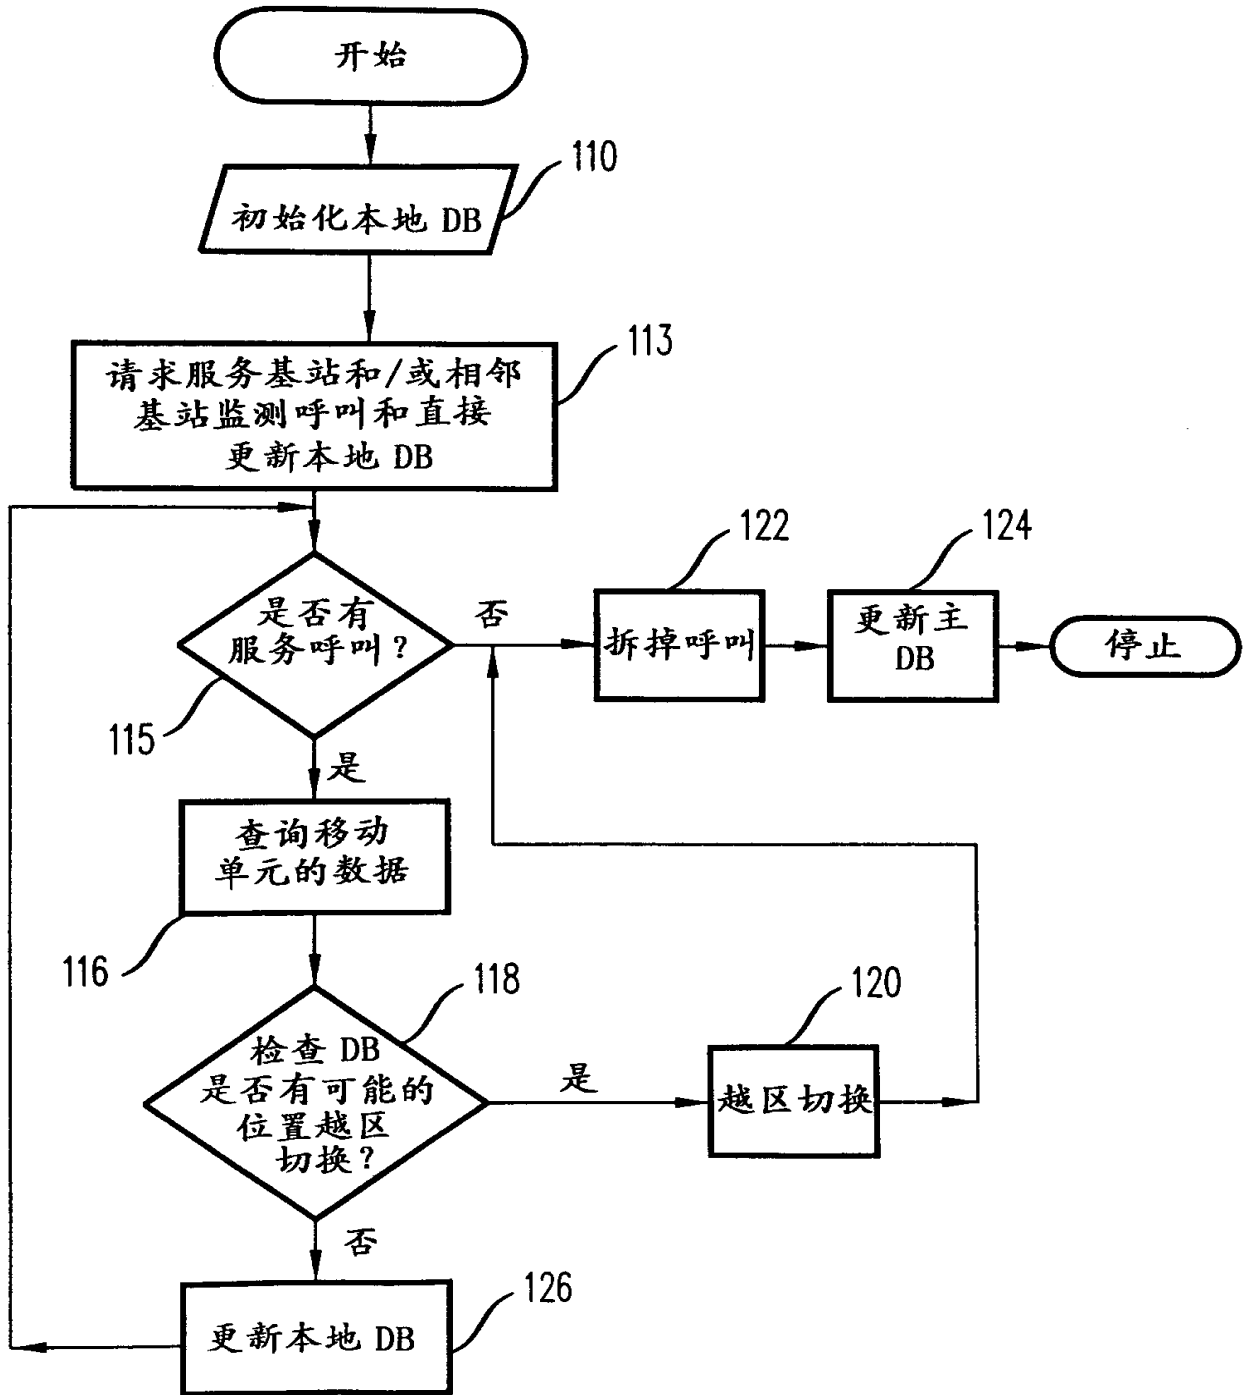 开始
110
初始化本地 DB
113
请求服务基站和/或相邻
基站监测呼叫和直接
更新本地 DB
122
124
是否有
服务呼叫？
否
拆掉呼叫
更新主
DB
停止
115
是
查询移动
单元的数据
116
118
120
检查 DB
是否有可能的
位置越区
切换？
是
越区切换
否
126
更新本地 DB